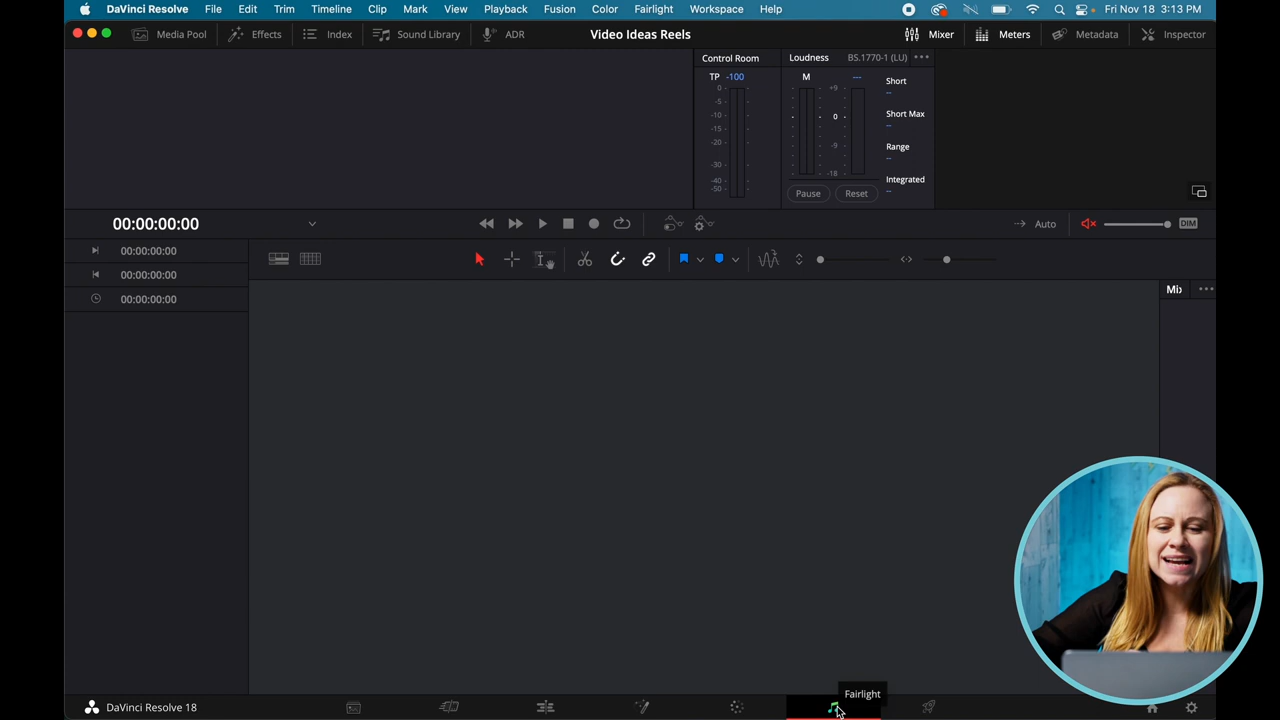 DaVinci Resolve File Edit Trim Timeline Clip Mark View Playback Fusion Color Fairlight Workspace Help Fri Nov 18 3:13 PM
Media Pool Effects Index Sound Library ADR Video Ideas Reels Mixer Meters Metadata Inspector
Control Room Loudness BS.1770-1 (LU)
TP -100 M ---
Short
--
Short Max
--
Range
--
Integrated
--
0
-5
-10
-15
-20
-30
-40
-50
+9
0
-9
-18
Pause Reset
00:00:00:00 Auto DIM
00:00:00:00
00:00:00:00
00:00:00:00
Mi
Fairlight
DaVinci Resolve 18